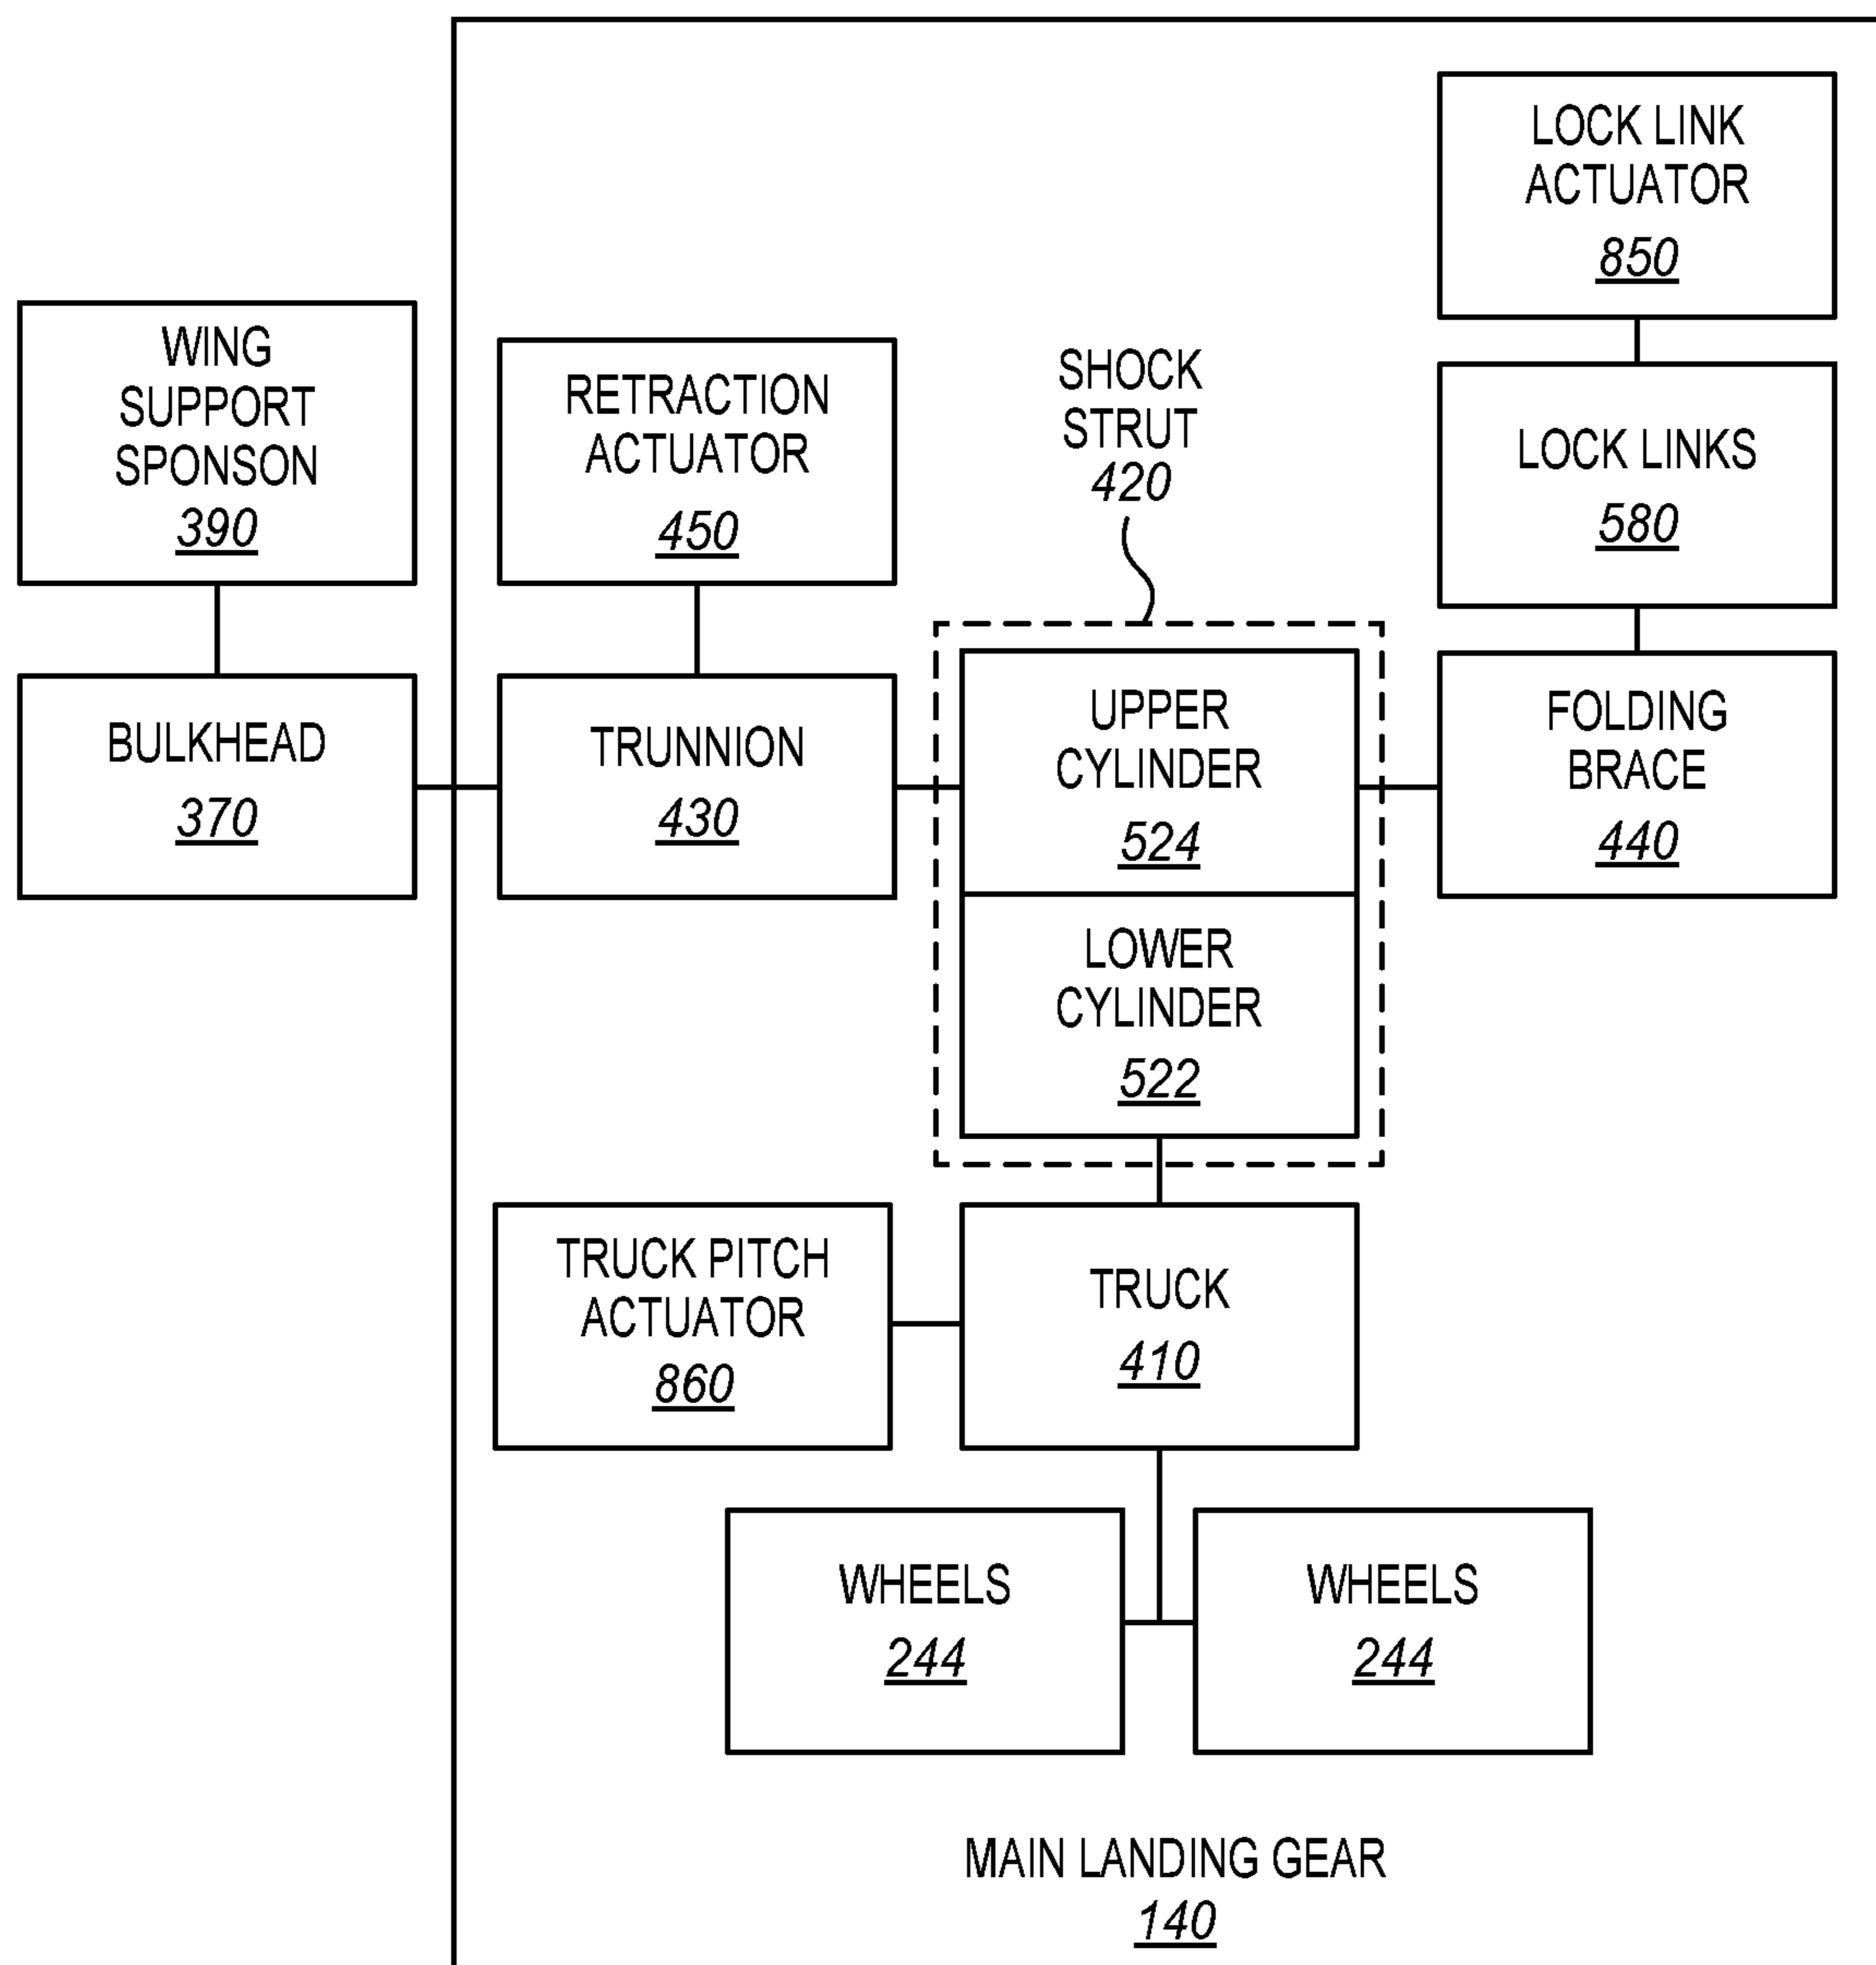 LOCK LINK
ACTUATOR
850
WING
SUPPORT
SPONSON
390
RETRACTION
ACTUATOR
450
SHOCK
STRUT
420
LOCK LINKS
580
BULKHEAD
370
TRUNNION
430
UPPER
CYLINDER
524
FOLDING
BRACE
440
LOWER
CYLINDER
522
TRUCK PITCH
ACTUATOR
860
TRUCK
410
WHEELS
244
WHEELS
244
MAIN LANDING GEAR
140